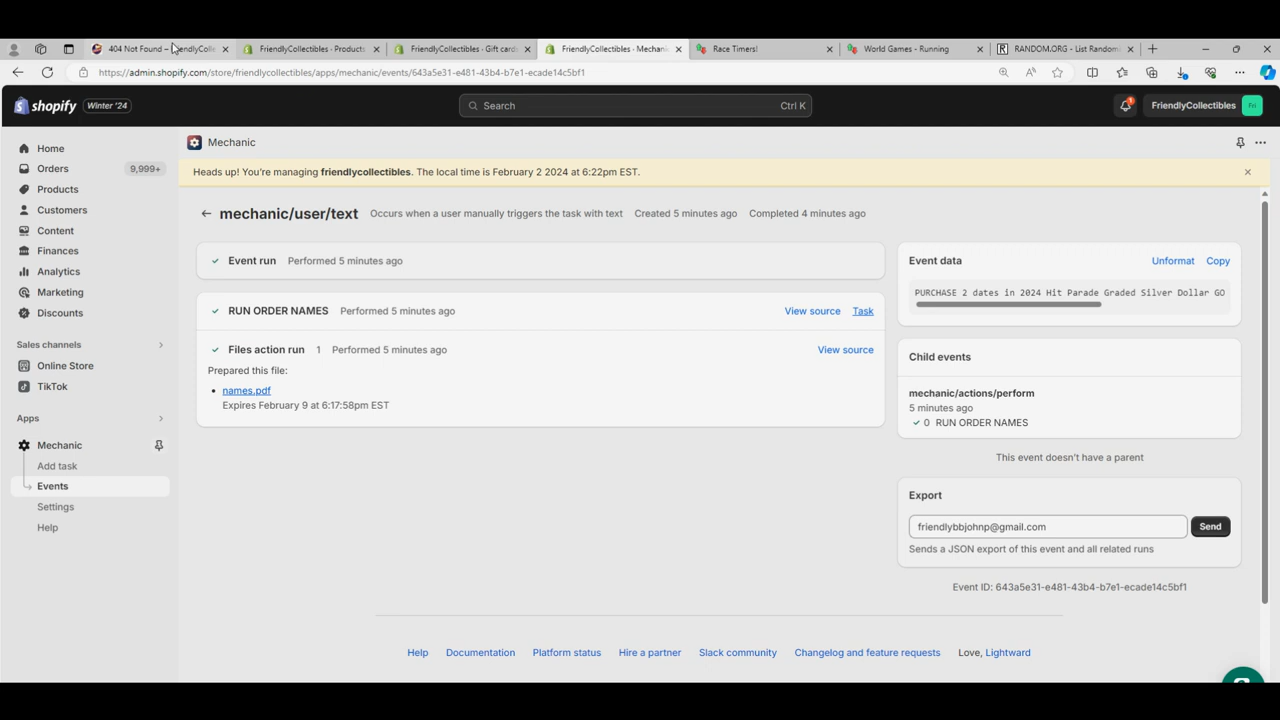 404 Not Found – FriendlyColle
FriendlyCollectibles · Products
FriendlyCollectibles · Gift cards
FriendlyCollectibles · Mechanic
Race Timers!
World Games - Running
RANDOM.ORG - List Random
https://admin.shopify.com/store/friendlycollectibles/apps/mechanic/events/643a5e31-e481-43b4-b7e1-ecade14c5bf1
shopify
Winter '24
Search
Ctrl K
1
FriendlyCollectibles
Fri
Home
Orders
9,999+
Products
Customers
Content
Finances
Analytics
Marketing
Discounts
Sales channels
Online Store
TikTok
Apps
Mechanic
Add task
Events
Settings
Help
Mechanic
Heads up! You're managing friendlycollectibles. The local time is February 2 2024 at 6:22pm EST.
mechanic/user/text
Occurs when a user manually triggers the task with text
Created 5 minutes ago
Completed 4 minutes ago
Event run
Performed 5 minutes ago
RUN ORDER NAMES
Performed 5 minutes ago
View source
Task
Files action run
1
Performed 5 minutes ago
View source
Prepared this file:
names.pdf
Expires February 9 at 6:17:58pm EST
Event data
Unformat
Copy
PURCHASE 2 dates in 2024 Hit Parade Graded Silver Dollar GO
Child events
mechanic/actions/perform
5 minutes ago
0 RUN ORDER NAMES
This event doesn't have a parent
Export
friendlybbjohnp@gmail.com
Send
Sends a JSON export of this event and all related runs
Event ID: 643a5e31-e481-43b4-b7e1-ecade14c5bf1
Help
Documentation
Platform status
Hire a partner
Slack community
Changelog and feature requests
Love, Lightward